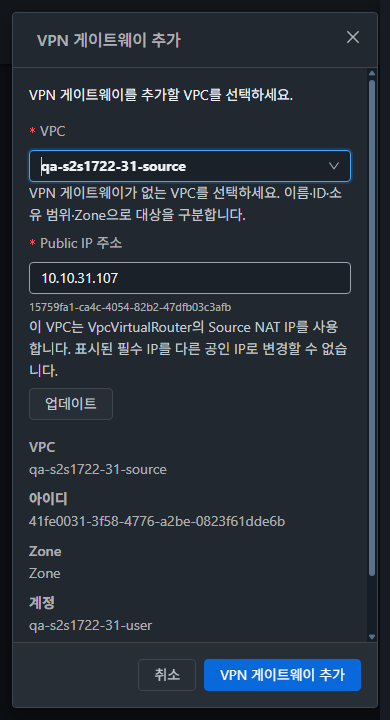 VPN 게이트웨이 추가
VPN 게이트웨이를 추가할 VPC를 선택하세요.
* VPC
qa-s2s1722-31-source
VPN 게이트웨이가 없는 VPC를 선택하세요. 이름·ID·소
유 범위·Zone으로 대상을 구분합니다.
* Public IP 주소
10.10.31.107
15759fa1-ca4c-4054-82b2-47dfb03c3afb
이 VPC는 VpcVirtualRouter의 Source NAT IP를 사용
합니다. 표시된 필수 IP를 다른 공인 IP로 변경할 수 없습
니다.
업데이트
VPC
qa-s2s1722-31-source
아이디
41fe0031-3f58-4776-a2be-0823f61dde6b
Zone
Zone
계정
qa-s2s1722-31-user
취소
VPN 게이트웨이 추가